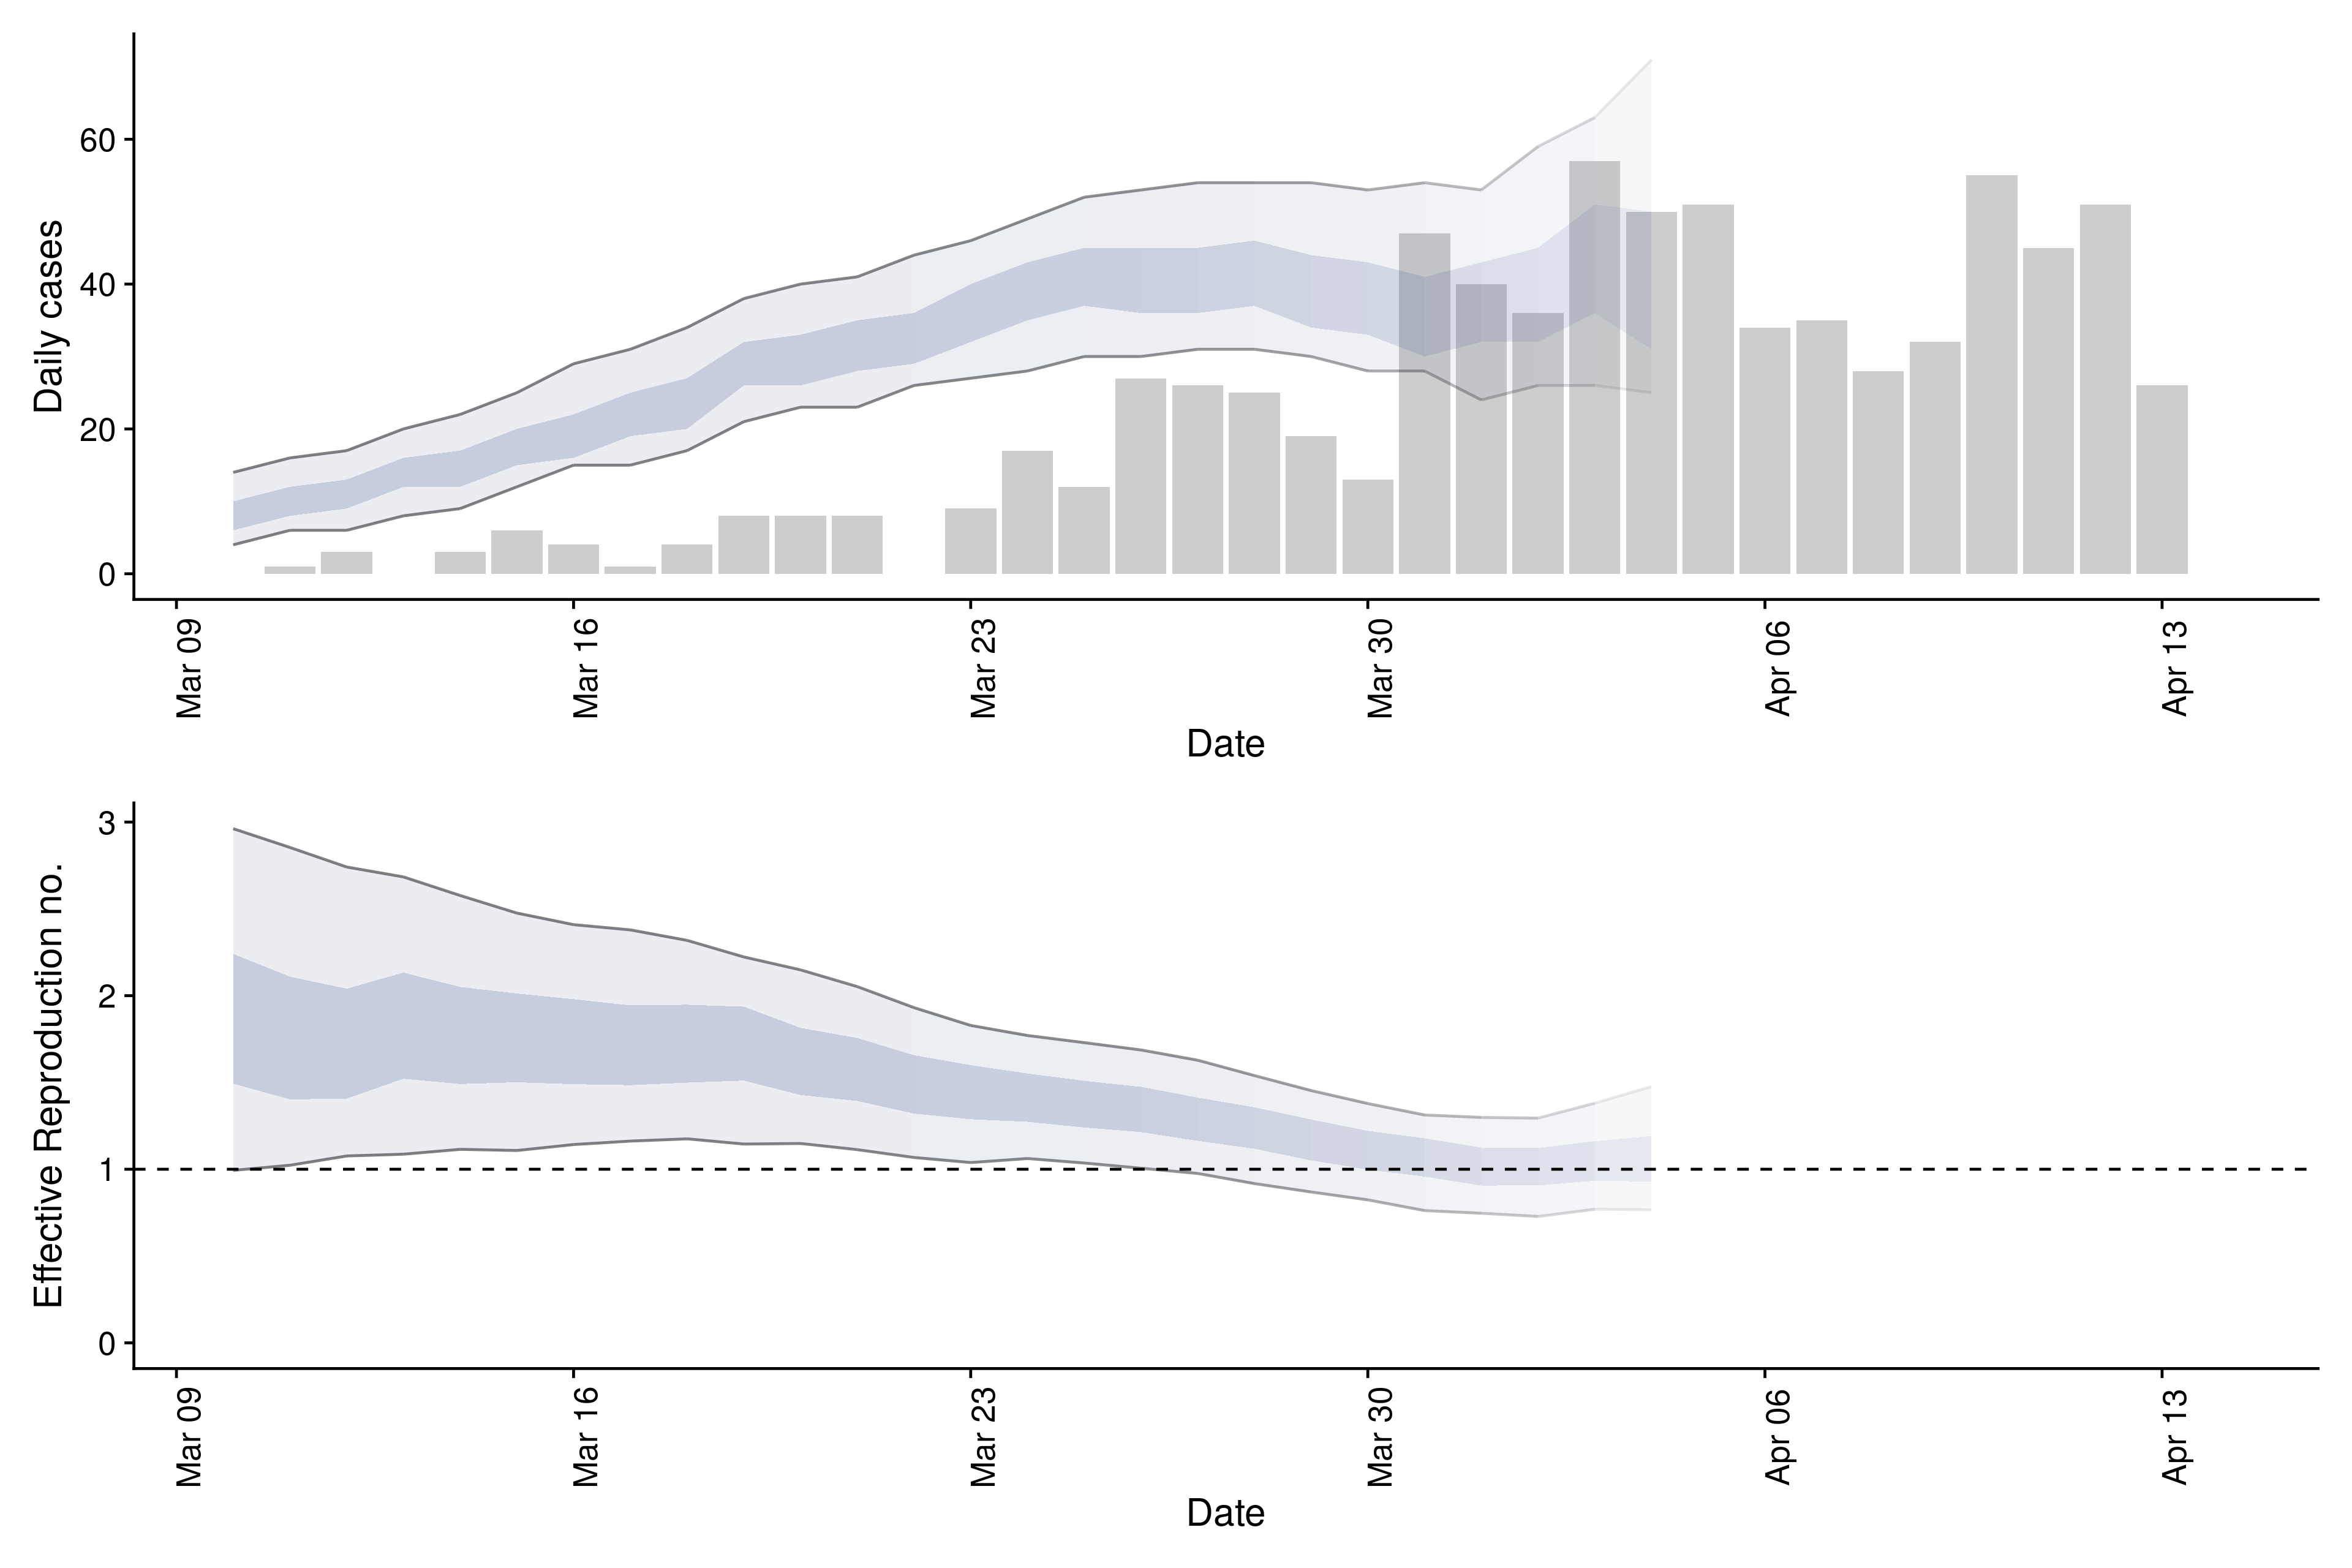 Daily cases
60
40
20
0
Mar 09
Mar 16
Mar 23
Mar 30
Apr 06
Apr 13
Date
Effective Reproduction no.
3
2
1
0
Mar 09
Mar 16
Mar 23
Mar 30
Apr 06
Apr 13
Date